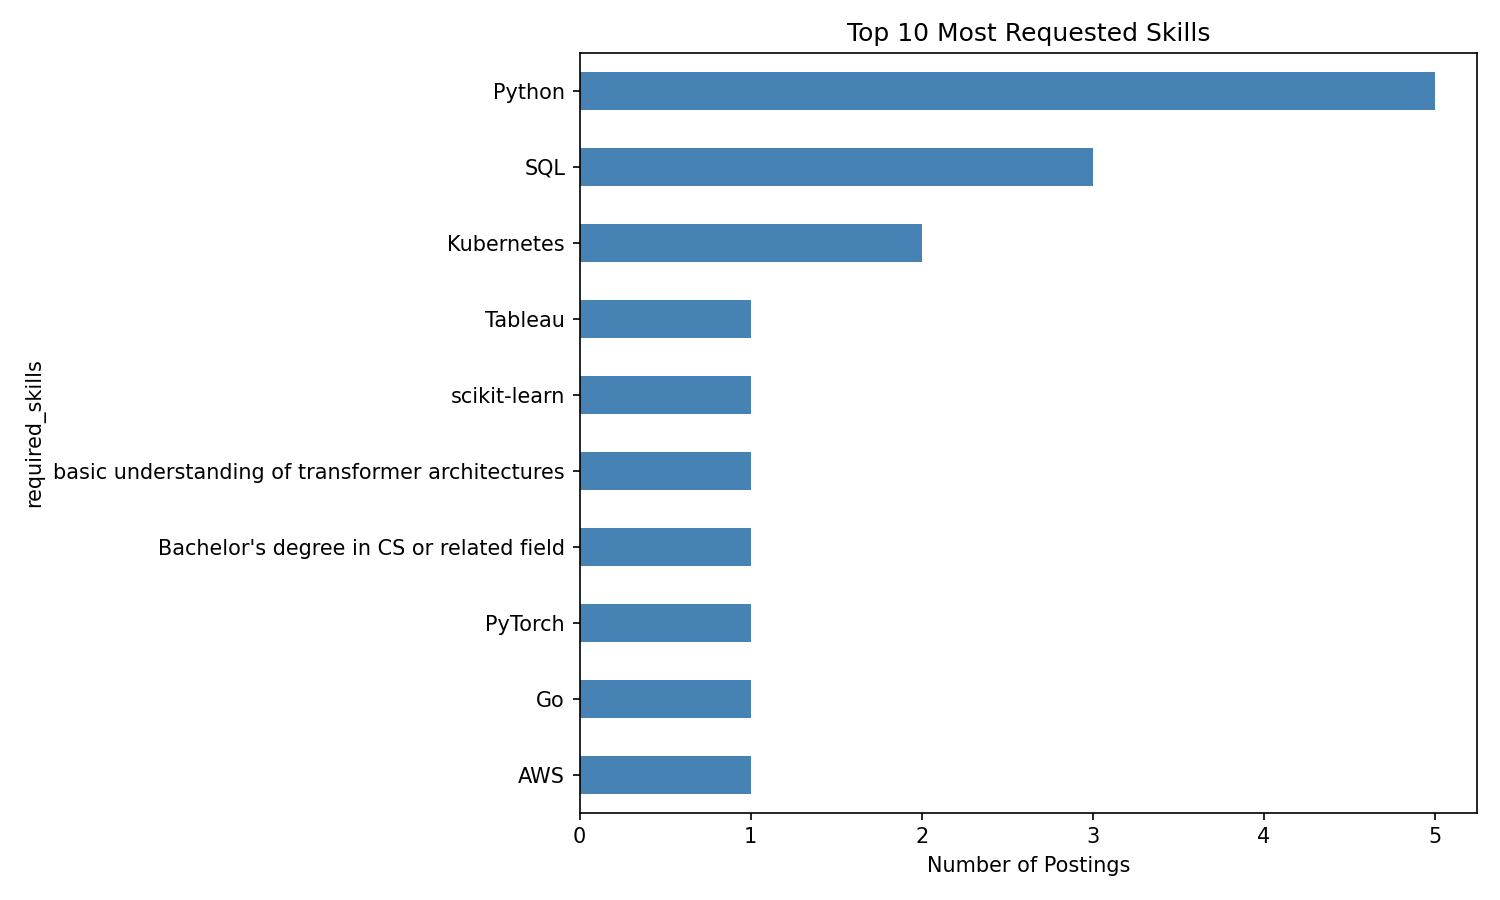 Top 10 Most Requested Skills
Python
SQL
Kubernetes
Tableau
scikit-learn
basic understanding of transformer architectures
Bachelor's degree in CS or related field
PyTorch
Go
AWS
required_skills
0 1 2 3 4 5
Number of Postings